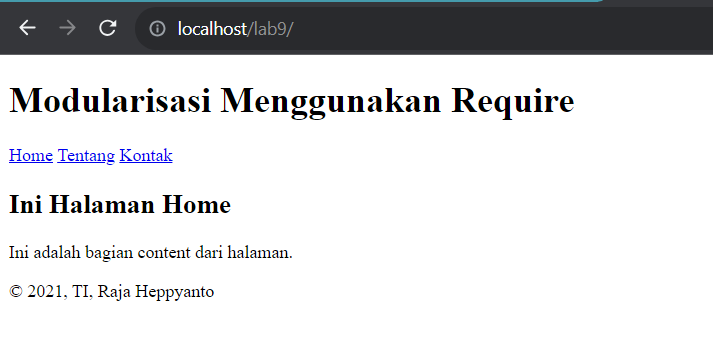 localhost/lab9/
Modularisasi Menggunakan Require
Home Tentang Kontak
Ini Halaman Home
Ini adalah bagian content dari halaman.
© 2021, TI, Raja Heppyanto